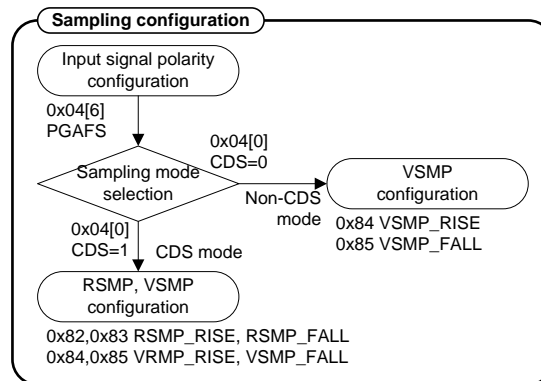 Sampling configuration
Input signal polarity
configuration
0x04[6]
PGAFS
0x04[0]
CDS=0
Sampling mode
selection
Non-CDS
mode
VSMP
configuration
0x84 VSMP_RISE
0x85 VSMP_FALL
0x04[0]
CDS=1
CDS mode
RSMP, VSMP
configuration
0x82,0x83 RSMP_RISE, RSMP_FALL
0x84,0x85 VRMP_RISE, VSMP_FALL